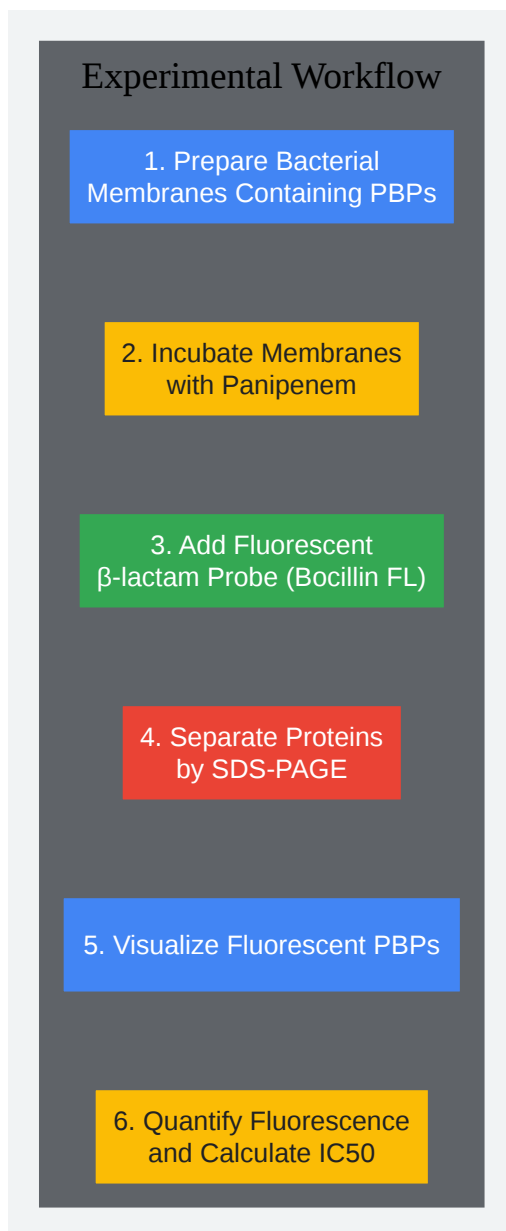 Experimental Workflow
1. Prepare Bacterial
Membranes Containing PBPs
2. Incubate Membranes
with Panipenem
3. Add Fluorescent
β-lactam Probe (Bocillin FL)
4. Separate Proteins
by SDS-PAGE
5. Visualize Fluorescent PBPs
6. Quantify Fluorescence
and Calculate IC50